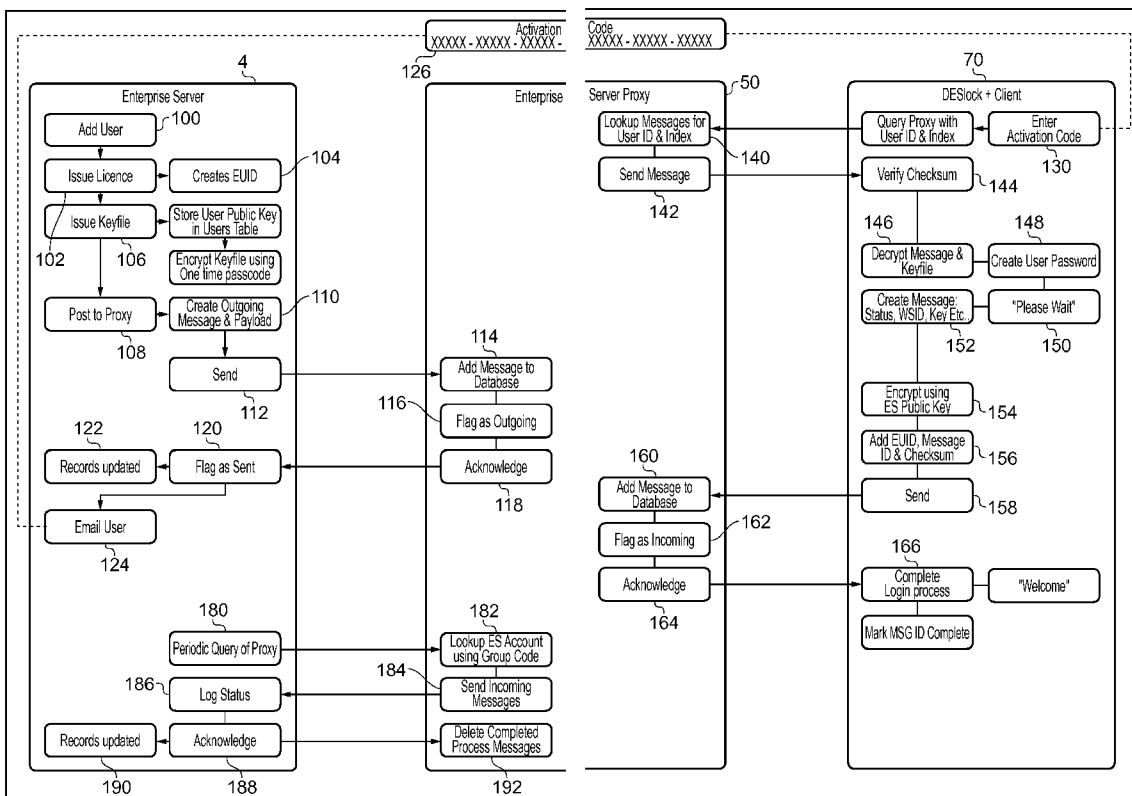 Activation Code
XXXXX - XXXXX - XXXXX - XXXXX - XXXXX - XXXXX
126
4
Enterprise Server
Add User
100
Issue Licence
Creates EUID
104
102
Issue Keyfile
106
Store User Public Key
in Users Table
Encrypt Keyfile using
One time passcode
Post to Proxy
108
Create Outgoing
Message & Payload
110
Send
112
122
Records updated
120
Flag as Sent
Email User
124
180
Periodic Query of Proxy
186
Log Status
Records updated
190
Acknowledge
188
50
Enterprise Server Proxy
114
Add Message to
Database
116
Flag as Outgoing
Acknowledge
118
182
Lookup ES Account
using Group Code
184
Send Incoming
Messages
Delete Completed
Process Messages
192
Lookup Messages for
User ID & Index
140
Send Message
142
160
Add Message to
Database
Flag as Incoming
162
Acknowledge
164
70
DESlock + Client
Query Proxy with
User ID & Index
Enter
Activation Code
130
Verify Checksum
144
146
Decrypt Message &
Keyfile
148
Create User Password
Create Message:
Status, WSID, Key Etc..
152
"Please Wait"
150
Encrypt using
ES Public Key
154
Add EUID, Message
ID & Checksum
156
Send
158
166
Complete
Login process
"Welcome"
Mark MSG ID Complete